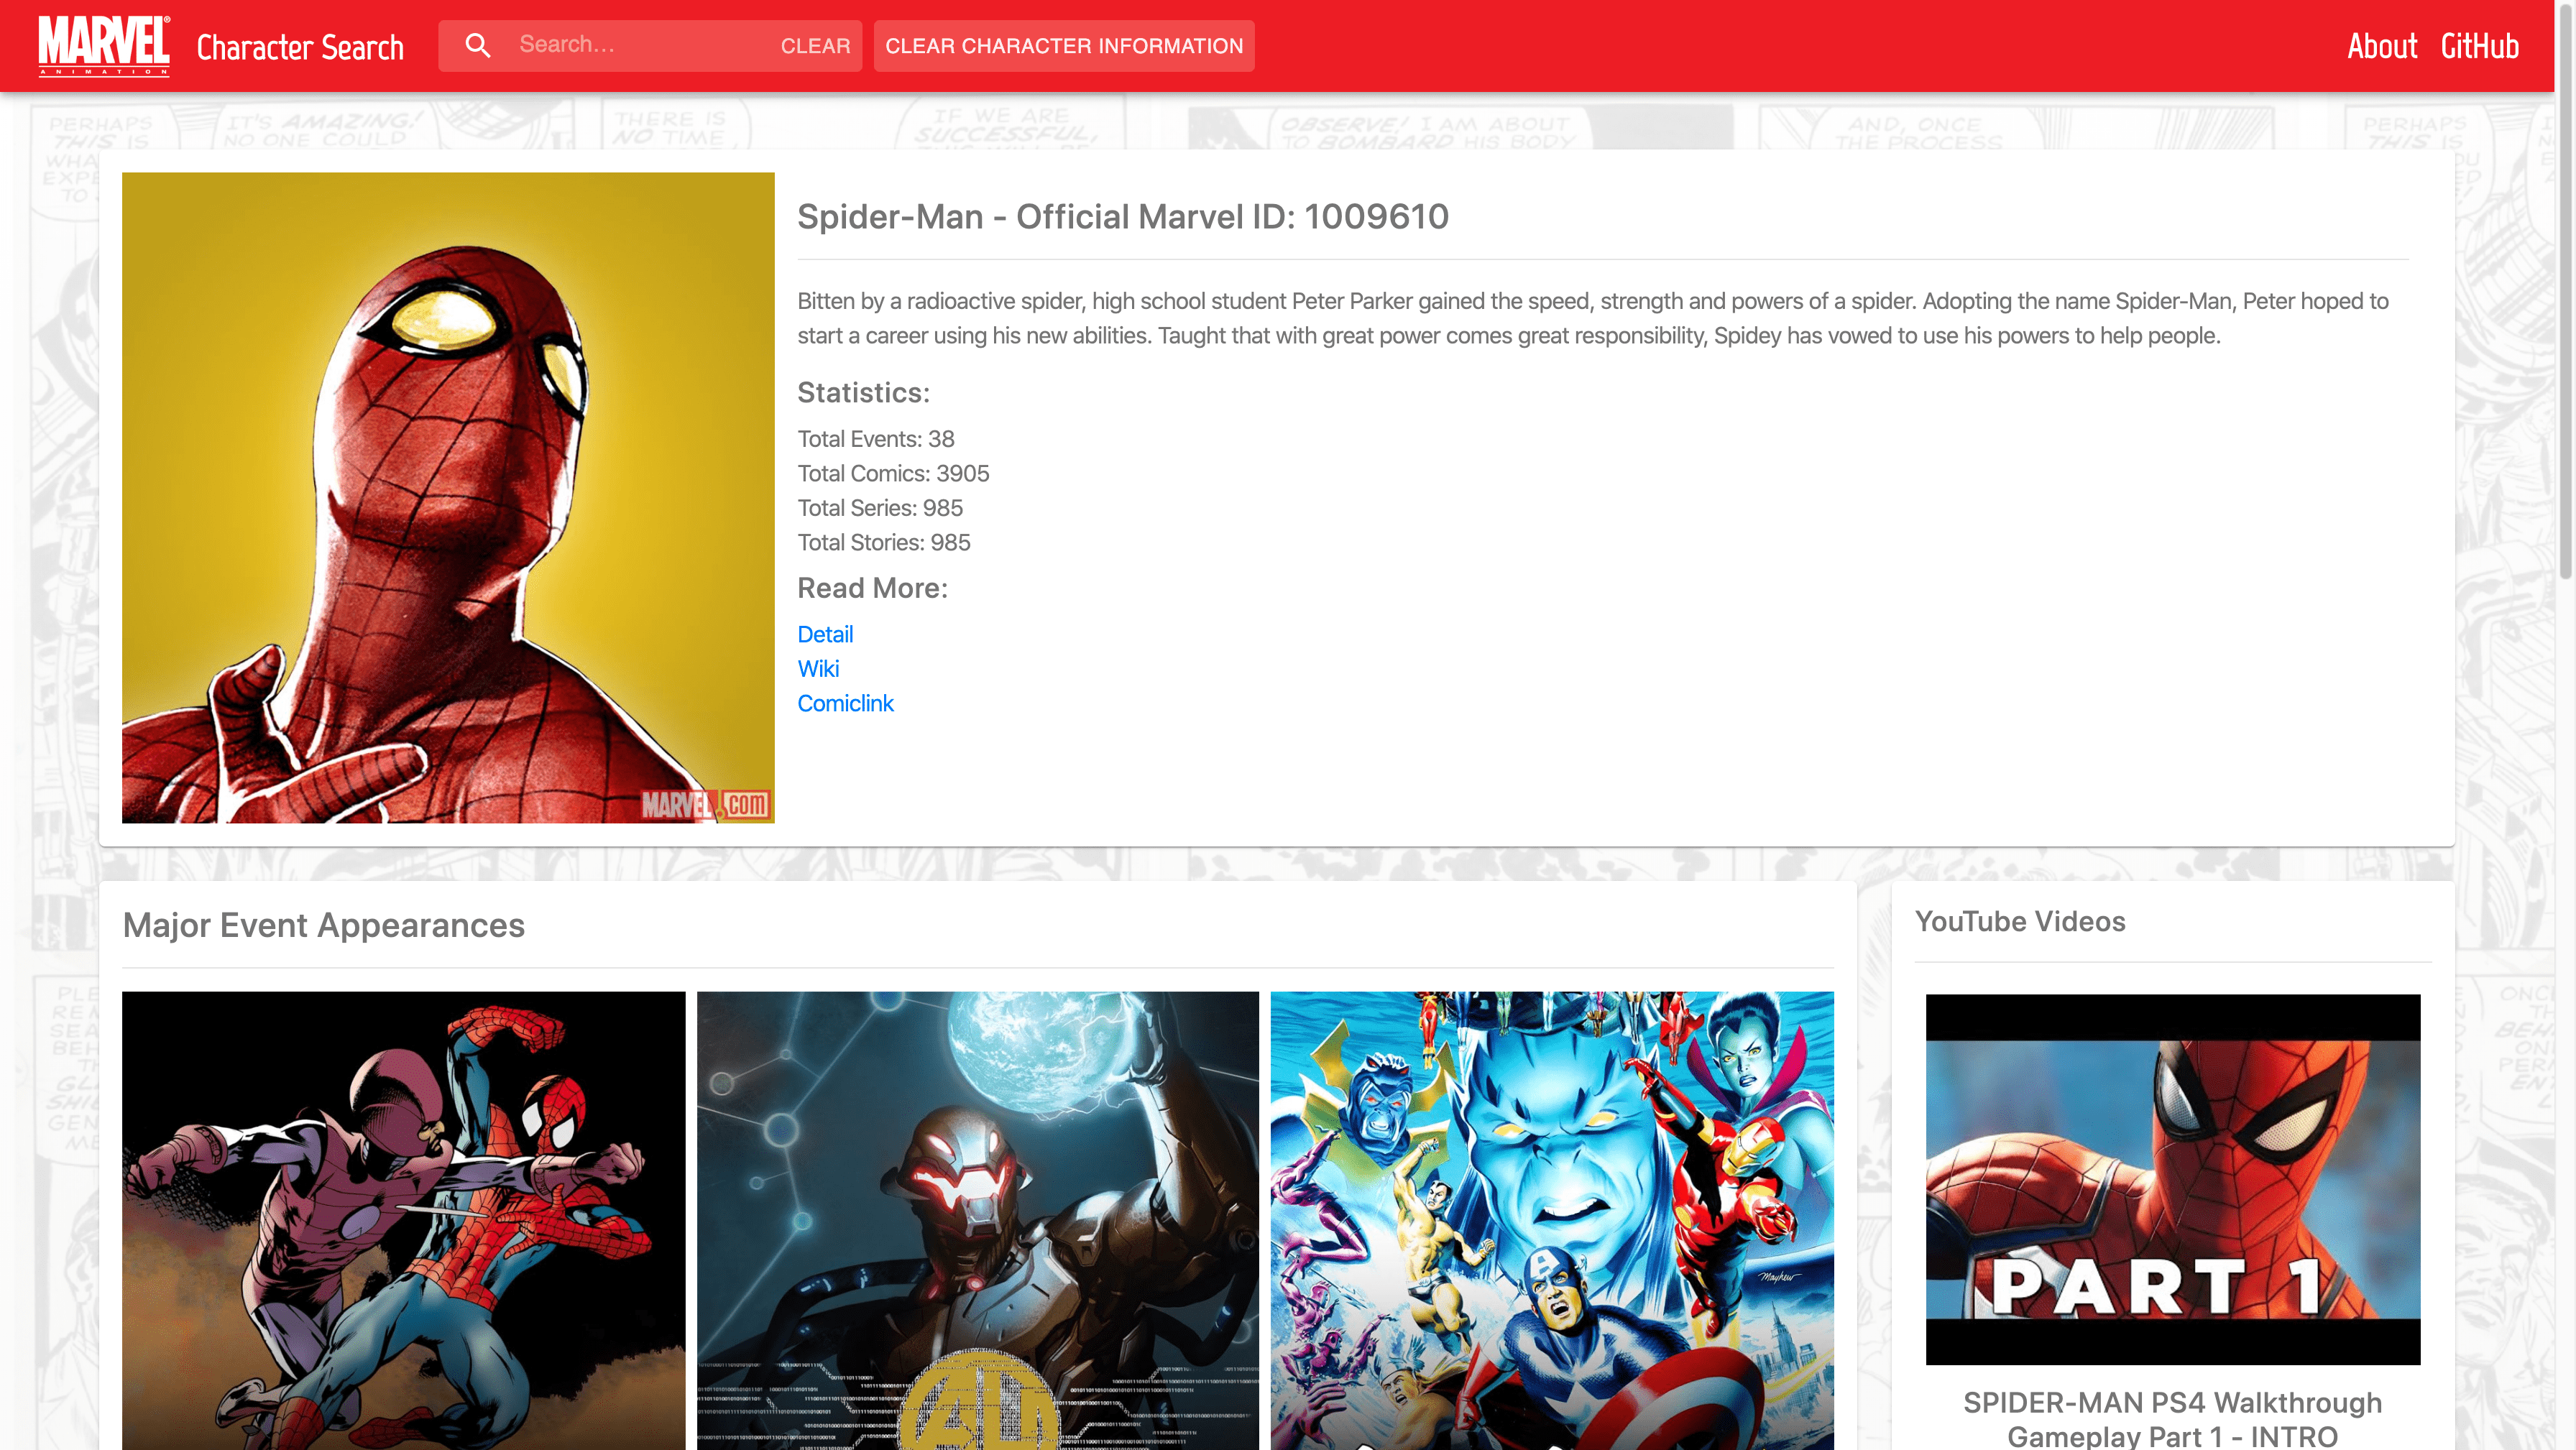 MARVEL®
ANIMATION
Character Search
Search...
CLEAR
CLEAR CHARACTER INFORMATION
About
GitHub
PERHAPS
THIS IS
IT'S AMAZING!
NO ONE COULD
THERE IS
NO TIME
IF WE ARE
SUCCESSFUL,
OBSERVE! I AM ABOUT
TO BOMBARD HIS BODY
AND, ONCE
THE PROCESS
PERHAPS
THIS IS
Spider-Man - Official Marvel ID: 1009610
Bitten by a radioactive spider, high school student Peter Parker gained the speed, strength and powers of a spider. Adopting the name Spider-Man, Peter hoped to
start a career using his new abilities. Taught that with great power comes great responsibility, Spidey has vowed to use his powers to help people.
Statistics:
Total Events: 38
Total Comics: 3905
Total Series: 985
Total Stories: 985
Read More:
Detail
Wiki
Comiclink
MARVEL.com
Major Event Appearances
YouTube Videos
Mayhew
PART 1
SPIDER-MAN PS4 Walkthrough
Gameplay Part 1 - INTRO